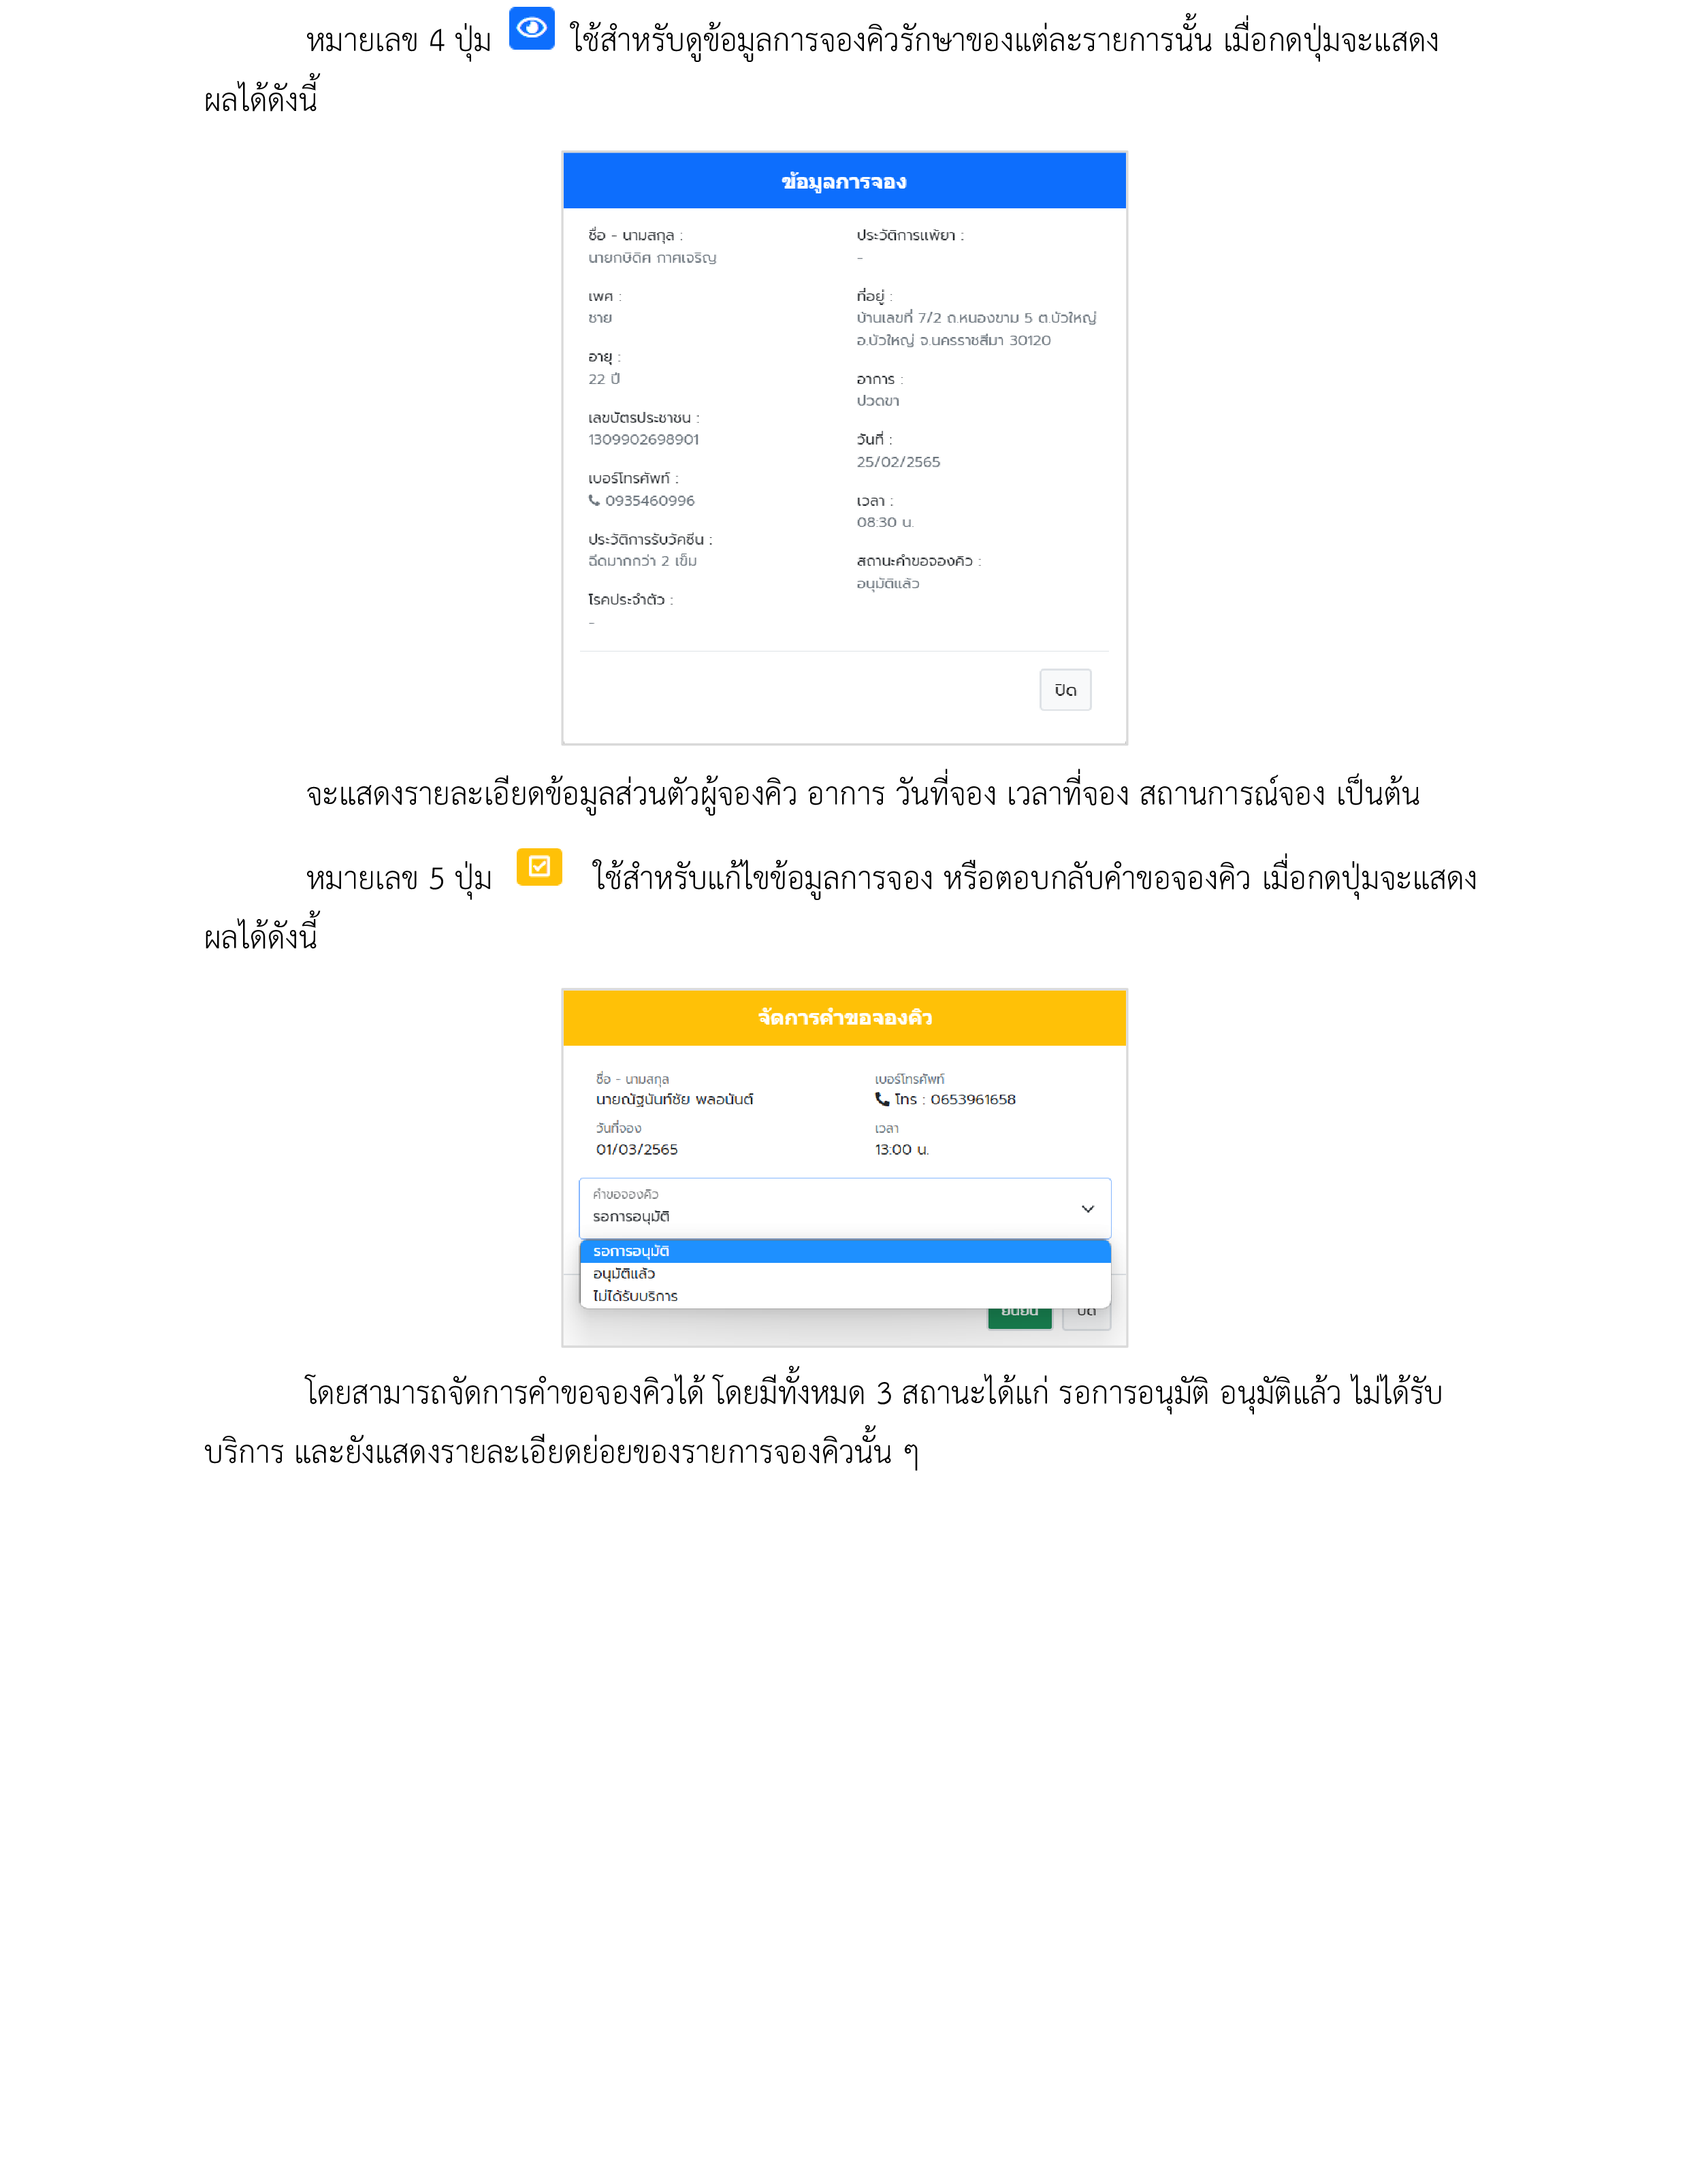 หมายเลข 4 ปุ่ม ใช้สำหรับดูข้อมูลการจองคิวรักษาของแต่ละรายการนั้น เมื่อกดปุ่มจะแสดง
ผลได้ดังนี้
ข้อมูลการจอง
ชื่อ - นามสกุล :
นายกษิดิศ กาศเจริญ
เพศ :
ชาย
อายุ :
22 ปี
เลขบัตรประชาชน :
1309902698901
เบอร์โทรศัพท์ :
0935460996
ประวัติการรับวัคซีน :
ฉีดมากกว่า 2 เข็ม
โรคประจำตัว :
-
ประวัติการแพ้ยา :
-
ที่อยู่ :
บ้านเลขที่ 7/2 ถ.หนองขาม 5 ต.บัวใหญ่
อ.บัวใหญ่ จ.นครราชสีมา 30120
อาการ :
ปวดขา
วันที่ :
25/02/2565
เวลา :
08:30 น.
สถานะคำขอจองคิว :
อนุมัติแล้ว
ปิด
จะแสดงรายละเอียดข้อมูลส่วนตัวผู้จองคิว อาการ วันที่จอง เวลาที่จอง สถานการณ์จอง เป็นต้น
หมายเลข 5 ปุ่ม ใช้สำหรับแก้ไขข้อมูลการจอง หรือตอบกลับคำขอจองคิว เมื่อกดปุ่มจะแสดง
ผลได้ดังนี้
จัดการคำขอจองคิว
ชื่อ - นามสกุล
นายณัฐนันท์ชัย พลอนันต์
เบอร์โทรศัพท์
โทร : 0653961658
วันที่จอง
01/03/2565
เวลา
13:00 น.
คำขอจองคิว
รอการอนุมัติ
รอการอนุมัติ
อนุมัติแล้ว
ไม่ได้รับบริการ
ยืนยัน ปิด
โดยสามารถจัดการคำขอจองคิวได้ โดยมีทั้งหมด 3 สถานะได้แก่ รอการอนุมัติ อนุมัติแล้ว ไม่ได้รับ
บริการ และยังแสดงรายละเอียดย่อยของรายการจองคิวนั้น ๆ